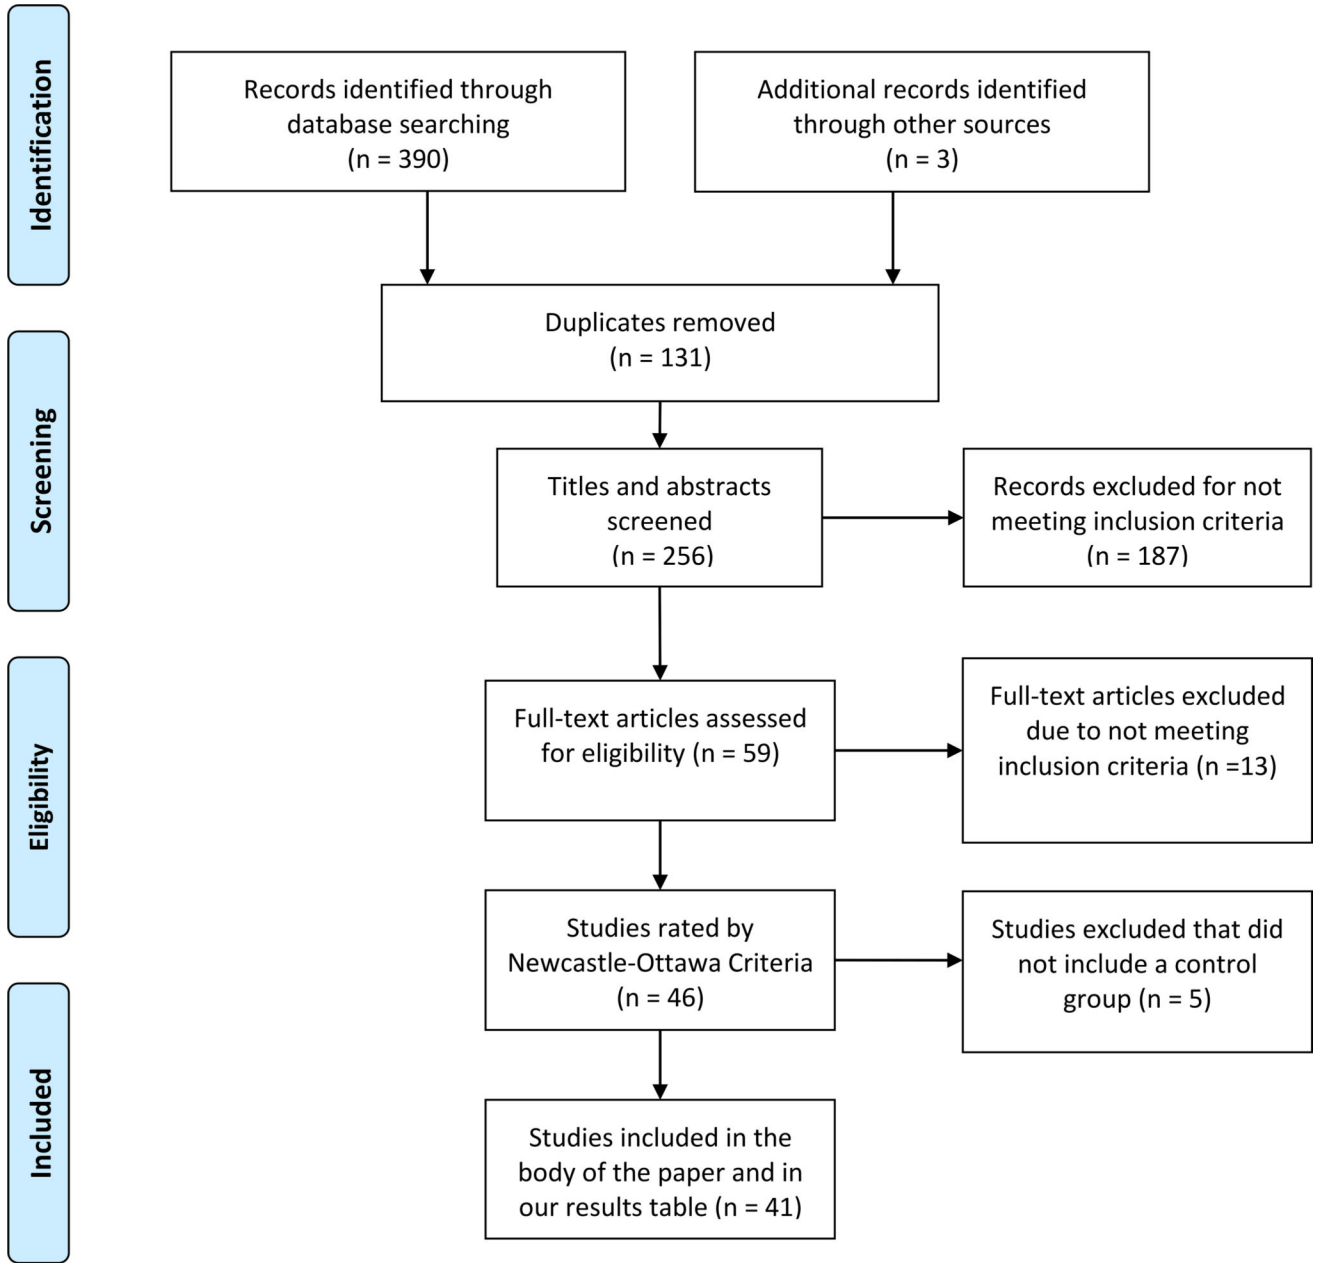 Identification
Records identified through
database searching
(n = 390)
Additional records identified
through other sources
(n = 3)
Duplicates removed
(n = 131)
Screening
Titles and abstracts
screened
(n = 256)
Records excluded for not
meeting inclusion criteria
(n = 187)
Eligibility
Full-text articles assessed
for eligibility (n = 59)
Full-text articles excluded
due to not meeting
inclusion criteria (n =13)
Studies rated by
Newcastle-Ottawa Criteria
(n = 46)
Studies excluded that did
not include a control
group (n = 5)
Included
Studies included in the
body of the paper and in
our results table (n = 41)